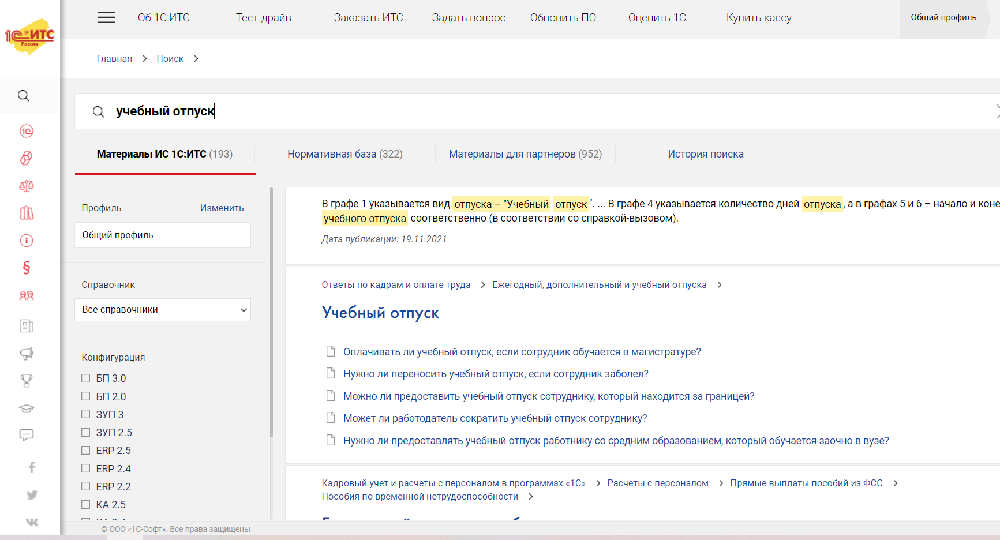 1С ИТС
Россия
Об 1С:ИТС
Тест-драйв
Заказать ИТС
Задать вопрос
Обновить ПО
Оценить 1С
Купить кассу
Общий профиль
Главная
Поиск
учебный отпуск
Материалы ИС 1С:ИТС (193)
Нормативная база (322)
Материалы для партнеров (952)
История поиска
Профиль
Изменить
Общий профиль
Справочник
Все справочники
Конфигурация
БП 3.0
БП 2.0
ЗУП 3
ЗУП 2.5
ERP 2.5
ERP 2.4
ERP 2.2
КА 2.5
В графе 1 указывается вид отпуска – "Учебный отпуск". ... В графе 4 указывается количество дней отпуска, а в графах 5 и 6 – начало и коне
учебного отпуска соответственно (в соответствии со справкой-вызовом).
Дата публикации: 19.11.2021
Ответы по кадрам и оплате труда
Ежегодный, дополнительный и учебный отпуска
Учебный отпуск
Оплачивать ли учебный отпуск, если сотрудник обучается в магистратуре?
Нужно ли переносить учебный отпуск, если сотрудник заболел?
Можно ли предоставить учебный отпуск сотруднику, который находится за границей?
Может ли работодатель сократить учебный отпуск сотруднику?
Нужно ли предоставлять учебный отпуск работнику со средним образованием, который обучается заочно в вузе?
Кадровый учет и расчеты с персоналом в программах «1С»
Расчеты с персоналом
Прямые выплаты пособий из ФСС
Пособия по временной нетрудоспособности
© ООО «1С-Софт». Все права защищены